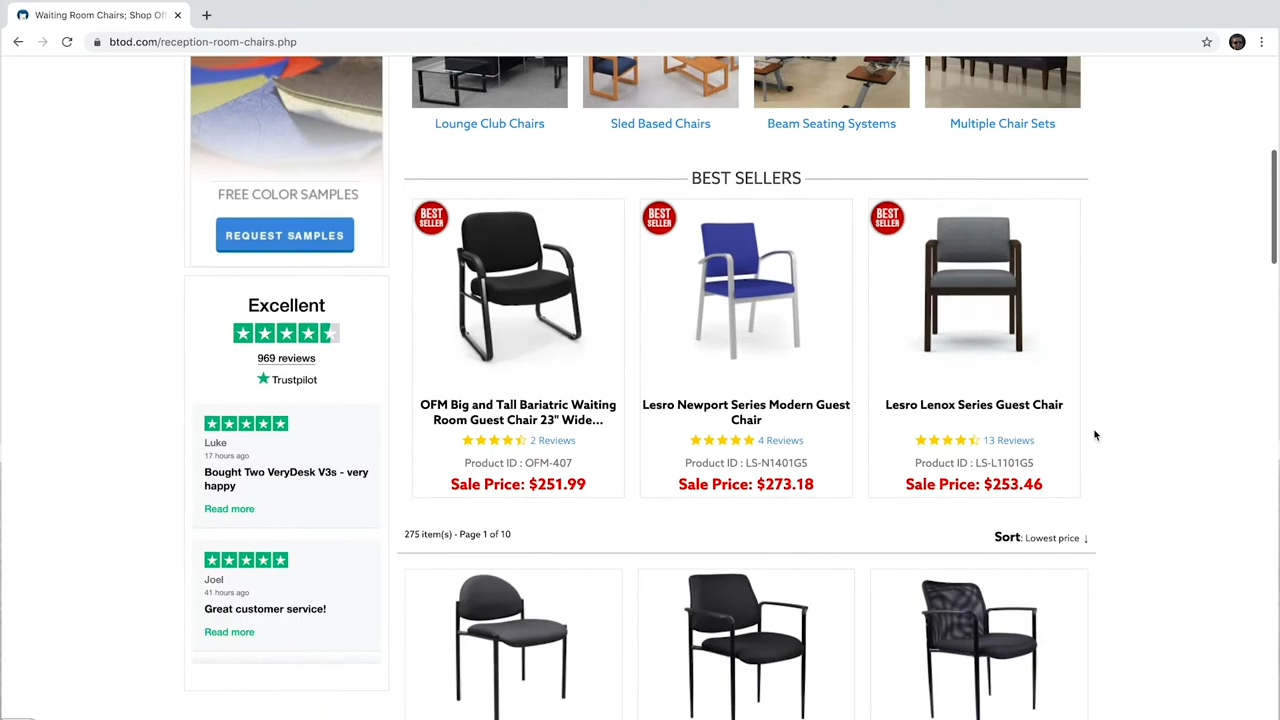 Waiting Room Chairs; Shop Of
btod.com/reception-room-chairs.php
Lounge Club Chairs
Sled Based Chairs
Beam Seating Systems
Multiple Chair Sets
FREE COLOR SAMPLES
REQUEST SAMPLES
Excellent
969 reviews
Trustpilot
Luke
17 hours ago
Bought Two VeryDesk V3s - very
happy
Read more
Joel
41 hours ago
Great customer service!
Read more
BEST SELLERS
BEST
SELLER
OFM Big and Tall Bariatric Waiting
Room Guest Chair 23" Wide...
2 Reviews
Product ID : OFM-407
Sale Price: $251.99
BEST
SELLER
Lesro Newport Series Modern Guest
Chair
4 Reviews
Product ID : LS-N1401G5
Sale Price: $273.18
BEST
SELLER
Lesro Lenox Series Guest Chair
13 Reviews
Product ID : LS-L1101G5
Sale Price: $253.46
275 item(s) - Page 1 of 10
Sort: Lowest price ↓